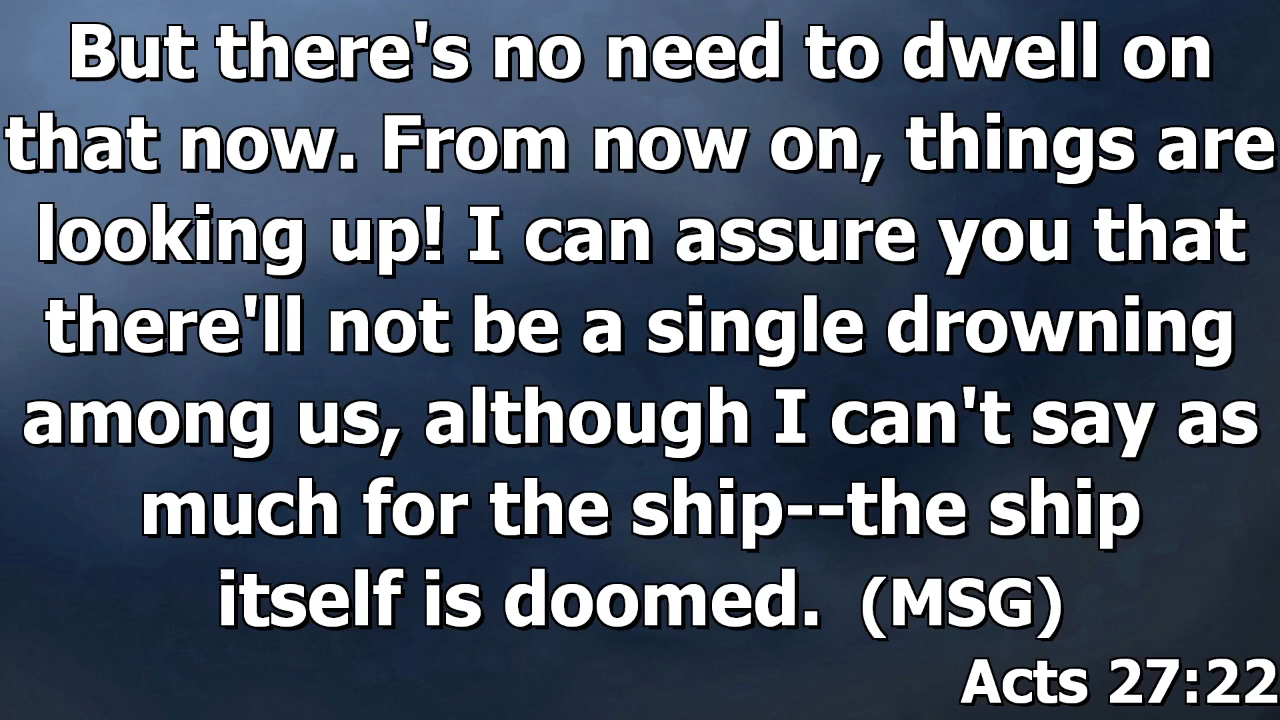 But there's no need to dwell on
that now. From now on, things are
looking up! I can assure you that
there'll not be a single drowning
among us, although I can't say as
much for the ship--the ship
itself is doomed. (MSG)
Acts 27:22